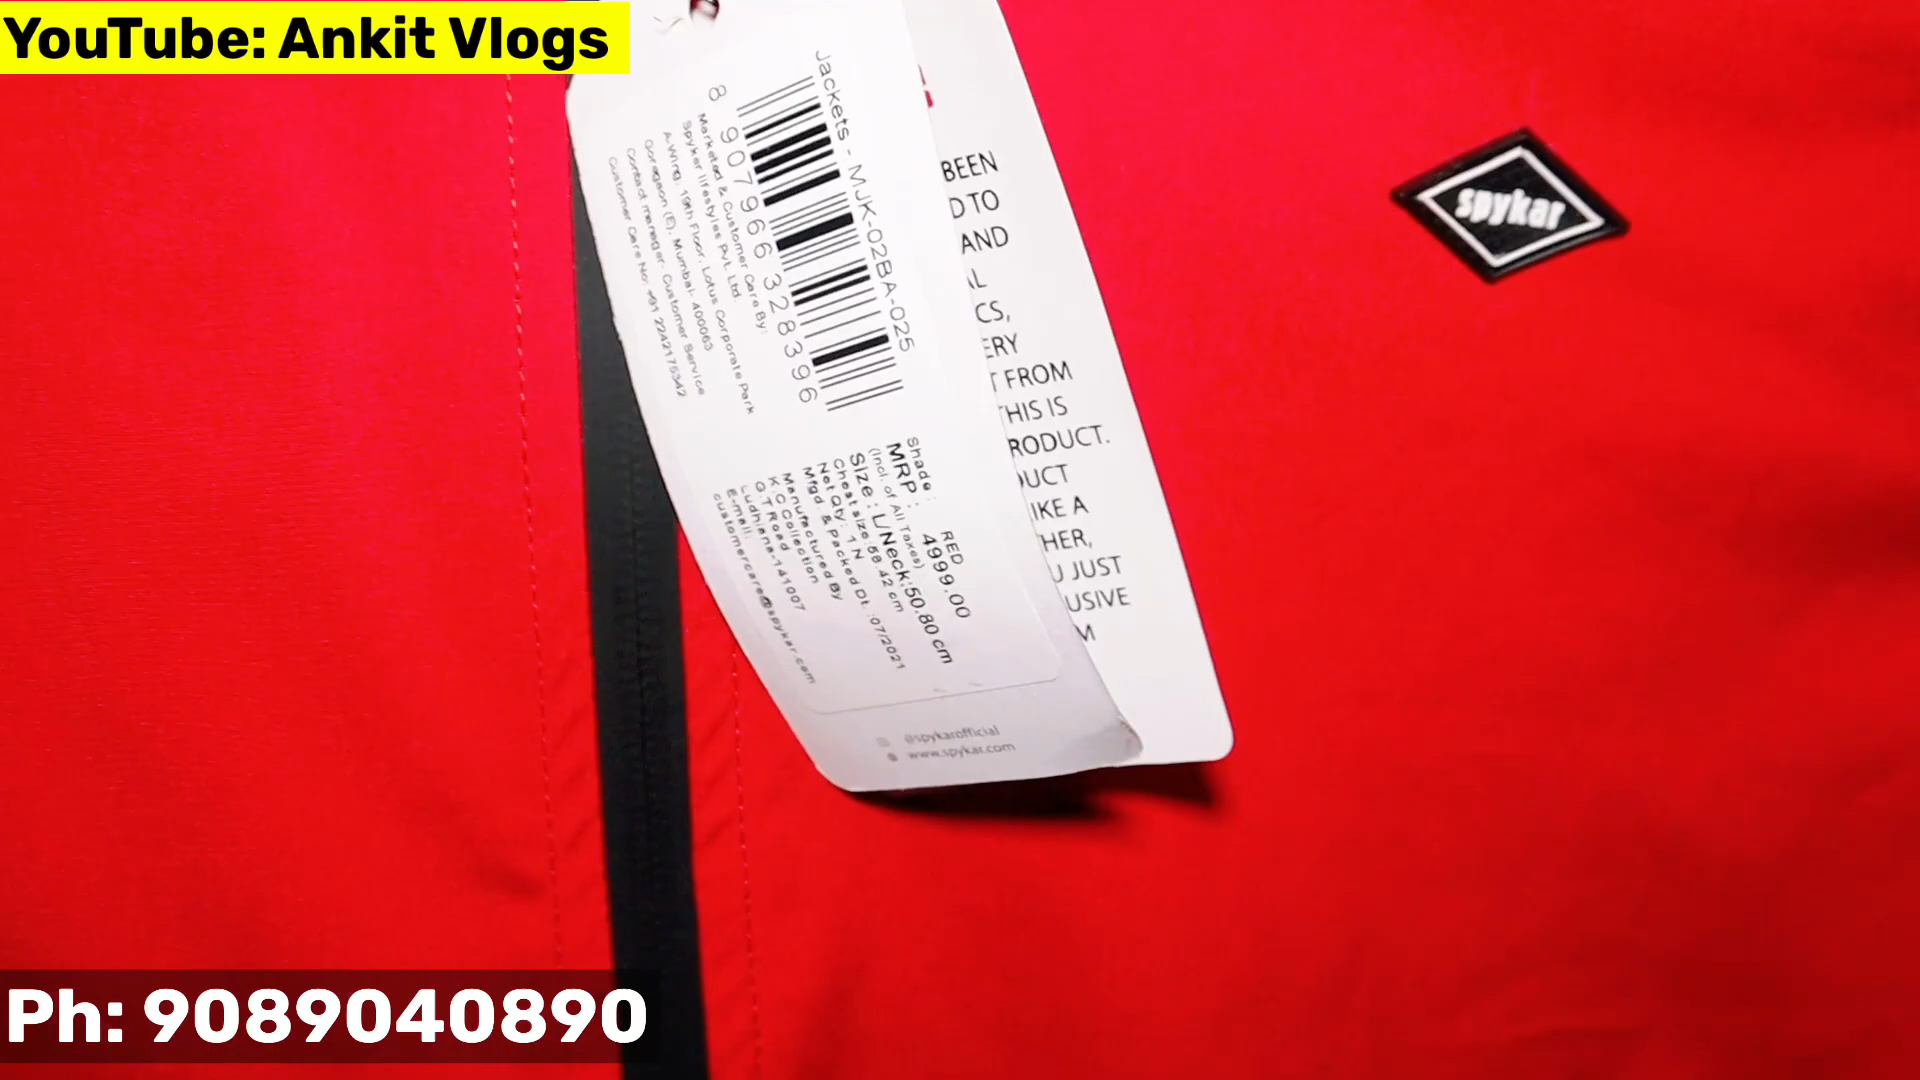 YouTube: Ankit Vlogs
Jackets - MJK-02BA-025
8 907966 328396
Marketed & Customer Care By:
Spykar lifestyles Pvt. Ltd
A-Wing, 19th Floor, Lotus Corporate Park
Goregaon (E), Mumbai- 400063
Contact manager: Customer Service
Customer Care No: +91 2242175342
Shade : RED
MRP : 4999.00
(Incl. of All Taxes)
Size : L/Neck:50.80 cm
Chest size:58.42 cm
Net Qty: 1 N
Mfgd. & Packed Dt. :07/2021
Manufactured By
K.C Collection
G.T Road
Ludhiana-141007
E-mail:
customercare@spykar.com
@spykarofficial
www.spykar.com
BEEN
D TO
AND
AL
CS,
ERY
T FROM
THIS IS
RODUCT.
DUCT
IKE A
HER,
U JUST
USIVE
M
spykar
Ph: 9089040890